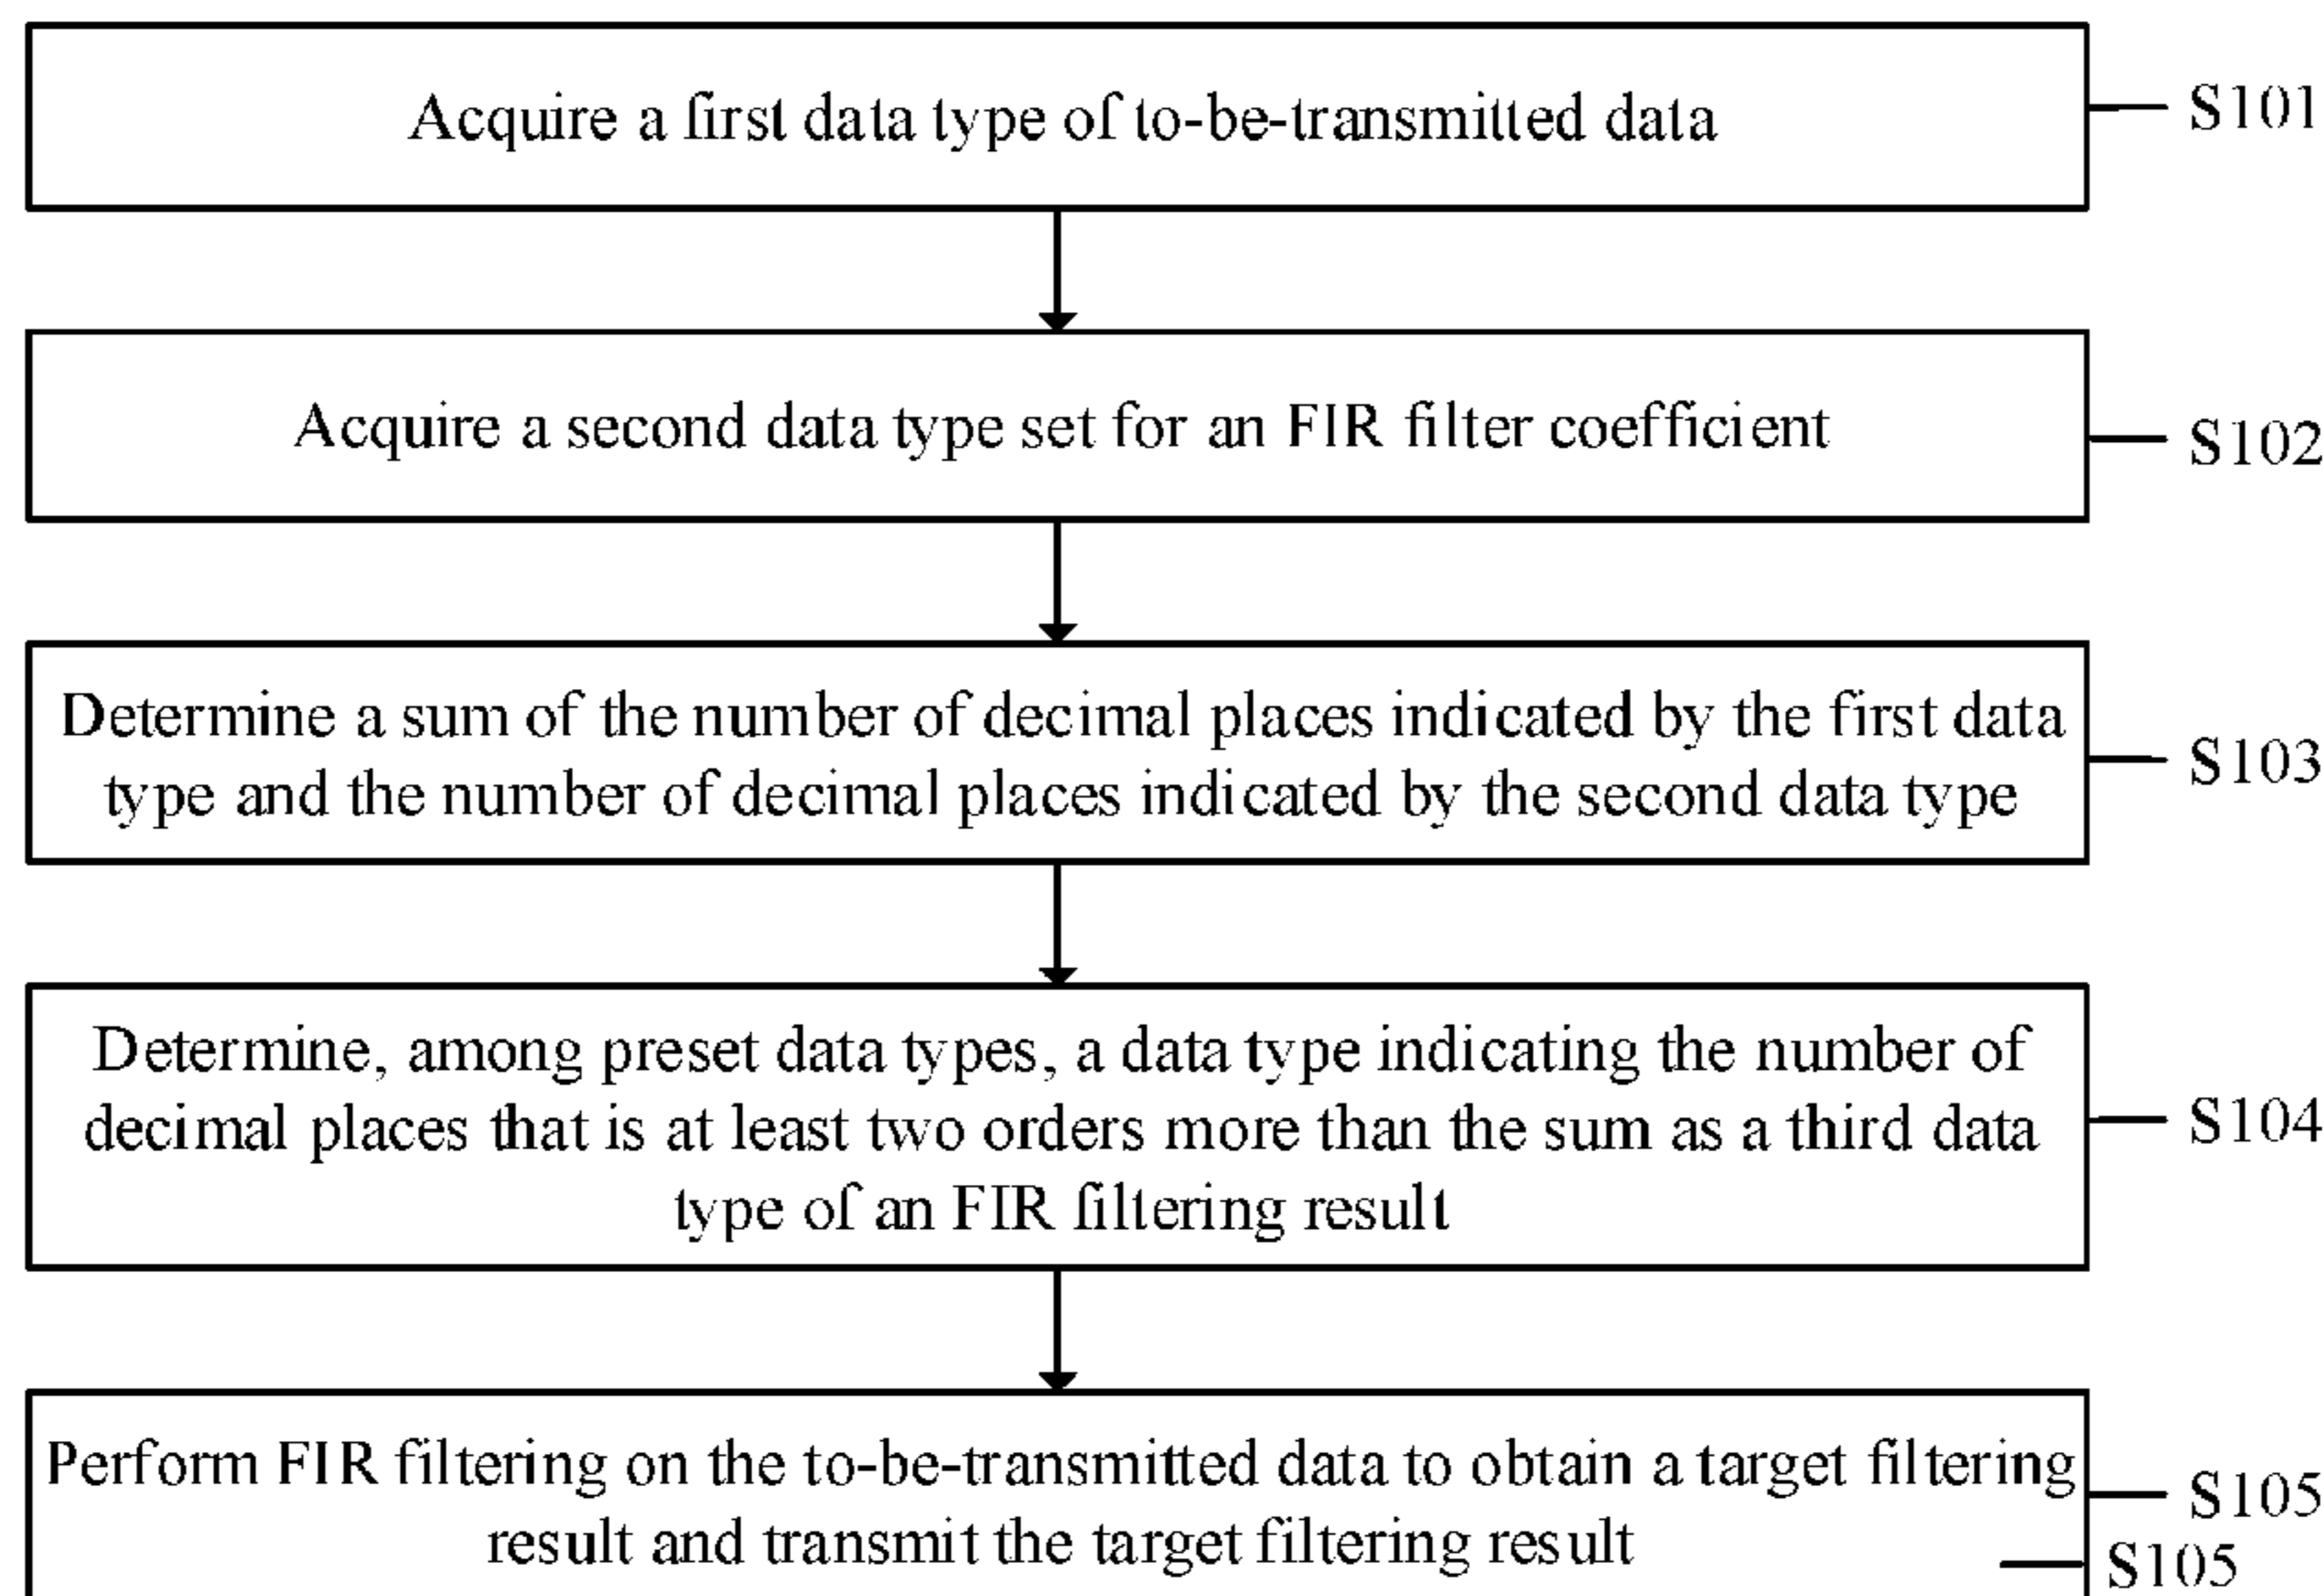 Acquire a first data type of to-be-transmitted data
S101
Acquire a second data type set for an FIR filter coefficient
S102
Determine a sum of the number of decimal places indicated by the first data
type and the number of decimal places indicated by the second data type
S103
Determine, among preset data types, a data type indicating the number of
decimal places that is at least two orders more than the sum as a third data
type of an FIR filtering result
S104
Perform FIR filtering on the to-be-transmitted data to obtain a target filtering
result and transmit the target filtering result
S105
S105